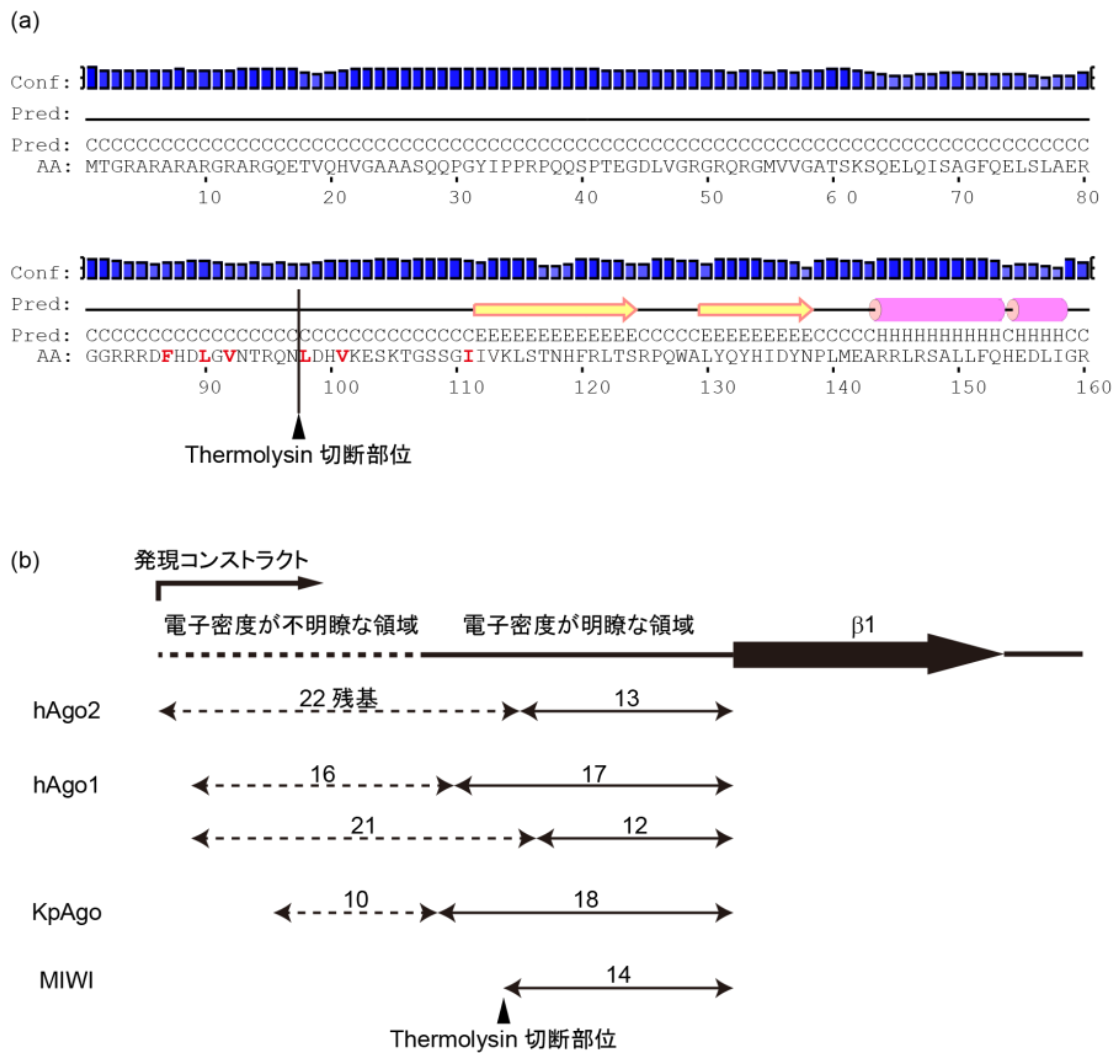 (a)
Conf:
Pred:
Pred: CCCCCCCCCCCCCCCCCCCCCCCCCCCCCCCCCCCCCCCCCCCCCCCCCCCCCCCCCCCCCCCCCCCCCCCCCCCCCCCC
AA: MTGRARARARGRARGQETVQHVGAAASQQPGYIPPRPQQSPTEGDLVGRGRQRGMVVGATSKSQELQISAGFQELSLAER
10 20 30 40 50 6 0 70 80
Conf:
Pred:
Pred: CCCCCCCCCCCCCCCCCCCCCCCCCCCCCCCEEEEEEEEEEEEECCCCCEEEEEEEEECCCCCHHHHHHHHHHCHHHHCC
AA: GGRRRDFHDLGVNTRQNLDHVKESKTGSSGIIVKLSTNHFRLTSRPQWALYQYHIDYNPLMEARRLRSALLFQHEDLIGR
90 100 110 120 130 140 150 160
Thermolysin 切断部位
(b)
発現コンストラクト
電子密度が不明瞭な領域 電子密度が明瞭な領域 β1
hAgo2 22 残基 13
hAgo1 16 17
21 12
KpAgo 10 18
MIWI 14
Thermolysin 切断部位